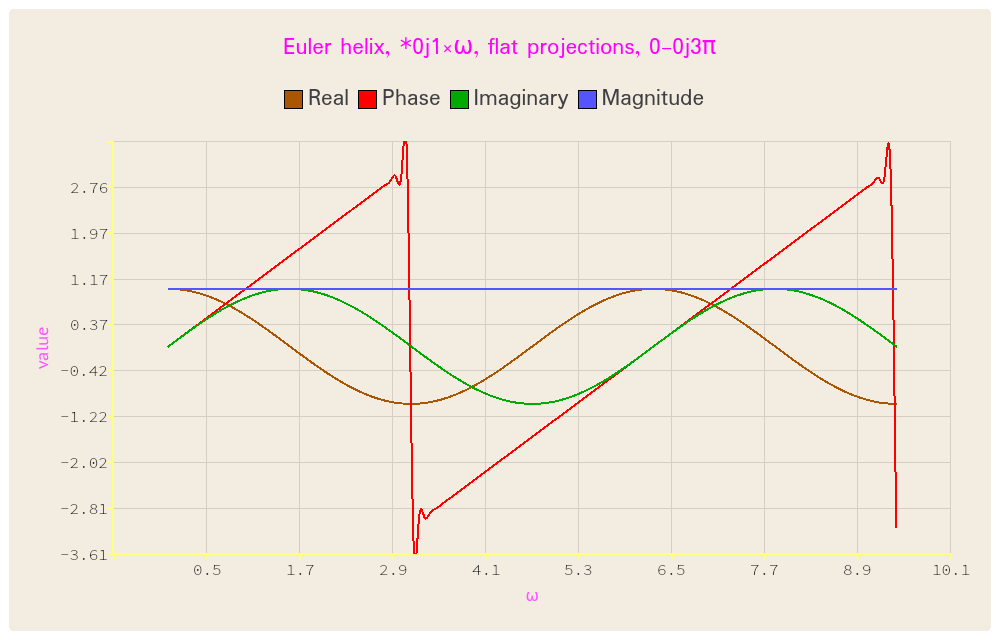 Euler helix, *0j1×ω, flat projections, 0–0j3π
Real Phase Imaginary Magnitude
2.76
1.97
1.17
0.37
−0.42
−1.22
−2.02
−2.81
−3.61
value
0.5 1.7 2.9 4.1 5.3 6.5 7.7 8.9 10.1
ω